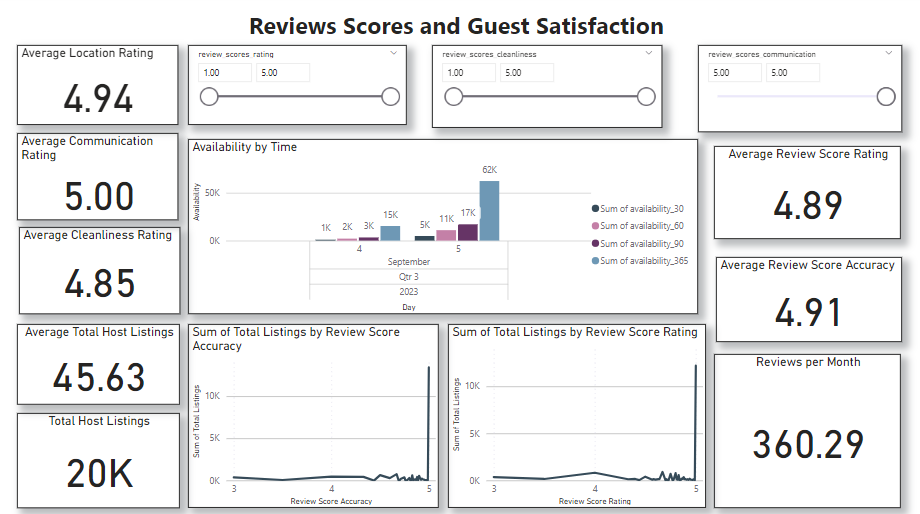 Reviews Scores and Guest Satisfaction
Average Location Rating
4.94
review_scores_rating
1.00 5.00
review_scores_cleanliness
1.00 5.00
review_scores_communication
5.00 5.00
Average Communication
Rating
5.00
Availability by Time
Availability
50K
0K
1K 2K 3K 15K 5K 11K 17K 62K
4 5
September
Qtr 3
2023
Day
Sum of availability_30
Sum of availability_60
Sum of availability_90
Sum of availability_365
Average Review Score Rating
4.89
Average Cleanliness Rating
4.85
Average Review Score Accuracy
4.91
Average Total Host Listings
45.63
Sum of Total Listings by Review Score
Accuracy
Sum of Total Listings
10K
5K
0K
3 4 5
Review Score Accuracy
Sum of Total Listings by Review Score Rating
Sum of Total Listings
10K
5K
0K
3 4 5
Review Score Rating
Reviews per Month
360.29
Total Host Listings
20K